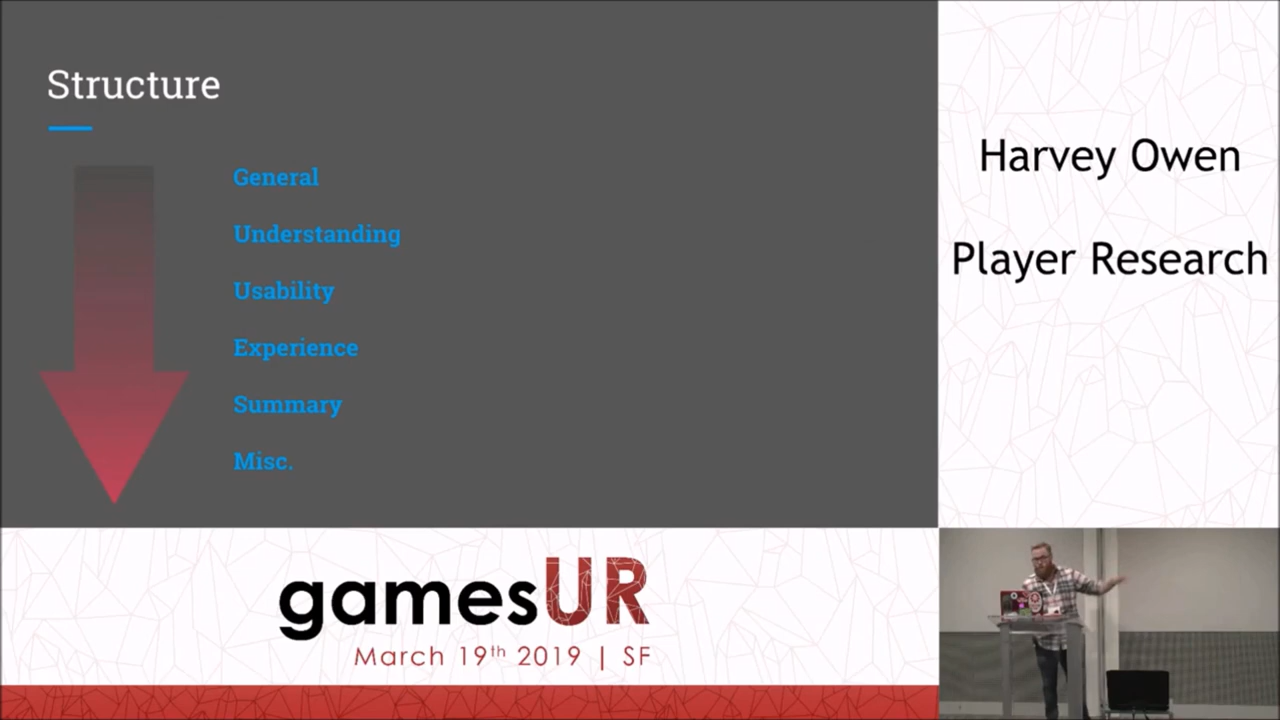 Structure
General
Understanding
Usability
Experience
Summary
Misc.
Harvey Owen
Player Research
gamesUR
March 19th 2019 | SF